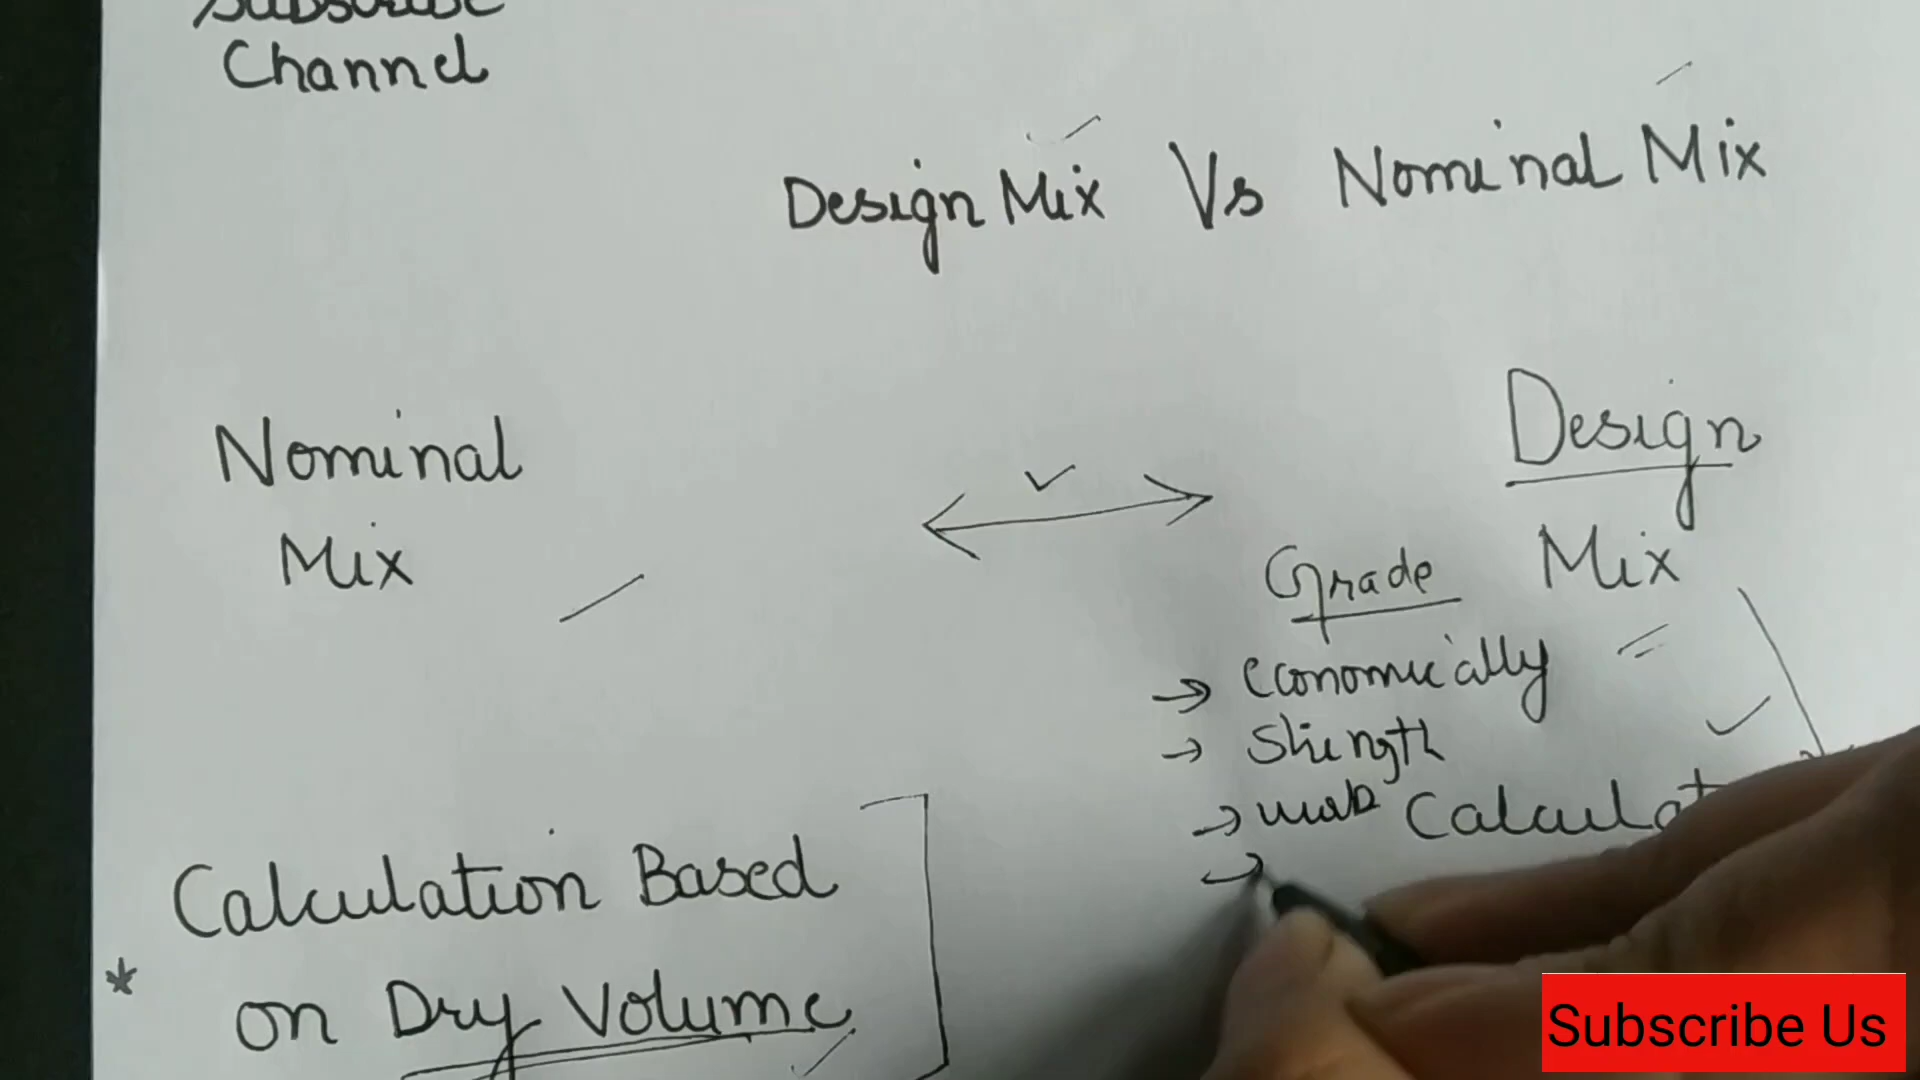 Subscribe
Channel
Design Mix Vs Nominal Mix
Nominal
Mix
Design
Mix
Grade
→ economically
→ Strength
→
Calculat
→
Calculation Based
* on Dry Volume
Subscribe Us